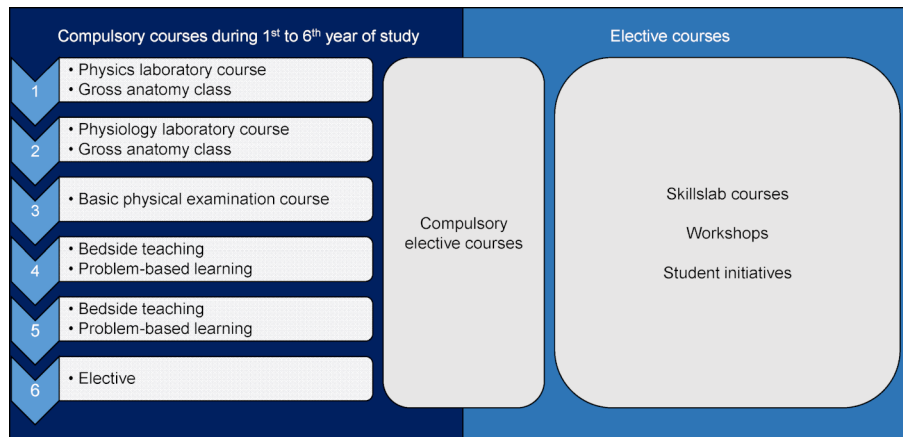 Compulsory courses during 1st to 6th year of study
Elective courses
1
• Physics laboratory course
• Gross anatomy class
2
• Physiology laboratory course
• Gross anatomy class
3
• Basic physical examination course
4
• Bedside teaching
• Problem-based learning
5
• Bedside teaching
• Problem-based learning
6
• Elective
Compulsory
elective courses
Skillslab courses
Workshops
Student initiatives